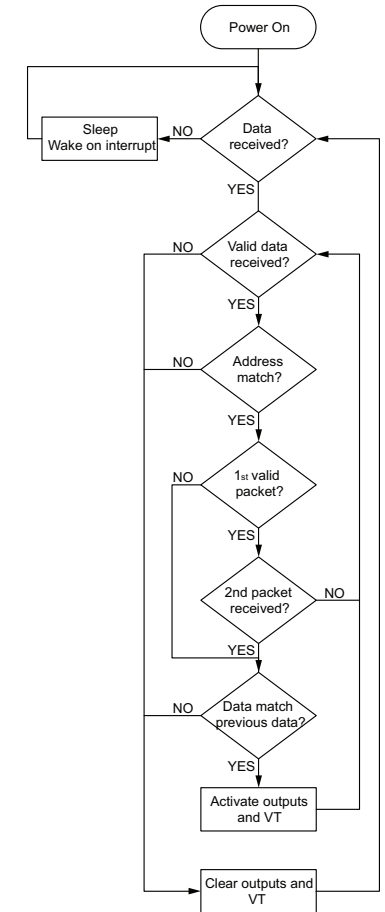 Power On
Sleep
Wake on interrupt
NO
Data
received?
YES
NO
Valid data
received?
YES
NO
Address
match?
YES
NO
1st valid
packet?
YES
2nd packet
received?
NO
YES
NO
Data match
previous data?
YES
Activate outputs
and VT
Clear outputs and
VT